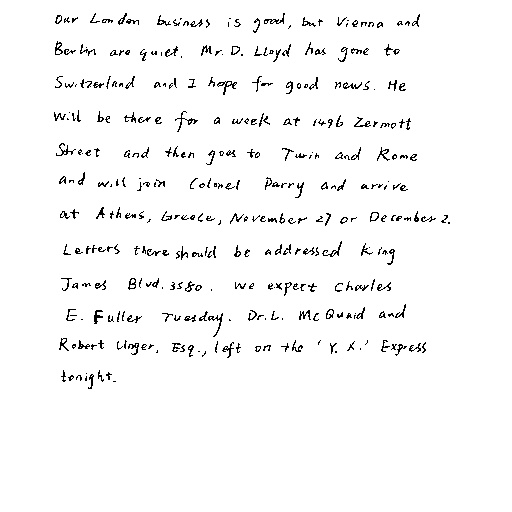 Our London business is good, but Vienna and
Berlin are quiet. Mr. D. Lloyd has gone to
Switzerland and I hope for good news. He
will be there for a week at 1496 Zermott
Street and then goes to Turin and Rome
and will join Colonel Parry and arrive
at Athens, Greece, November 27 or December 2.
Letters there should be addressed King
James Blvd. 3580. We expect Charles
E. Fuller Tuesday. Dr. L. McQuaid and
Robert Unger, Esq., left on the 'Y. X.' Express
tonight.